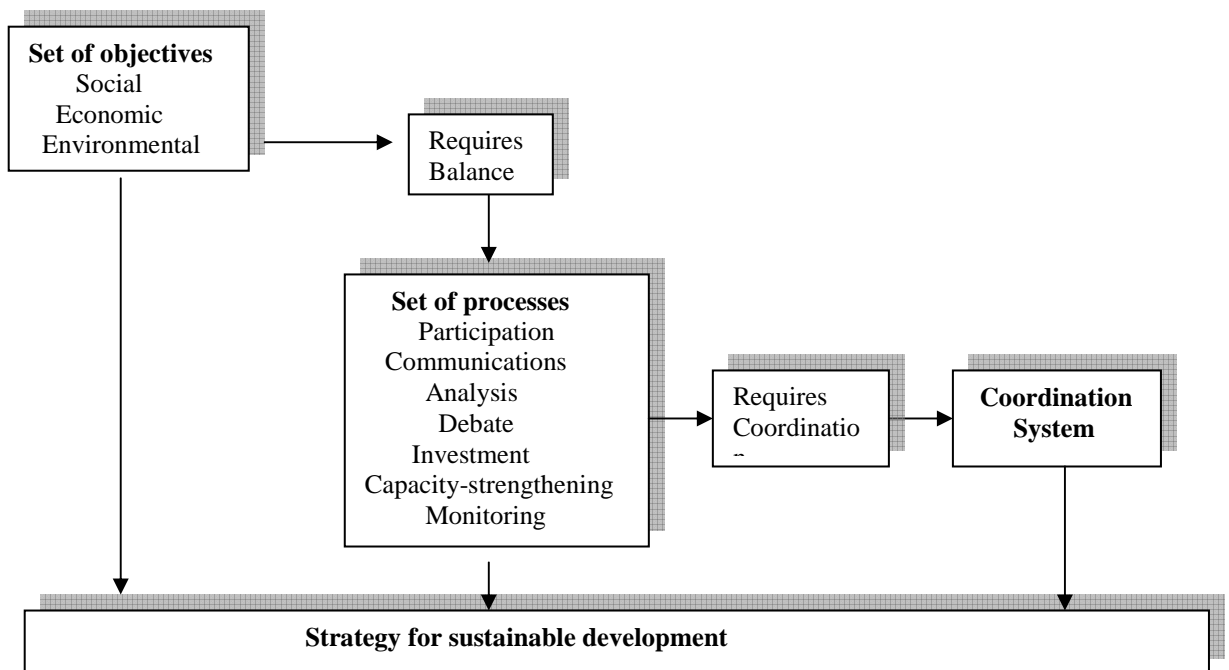 Set of objectives
Social
Economic
Environmental
Requires
Balance
Set of processes
Participation
Communications
Analysis
Debate
Investment
Capacity-strengthening
Monitoring
Requires
Coordinatio
n
Coordination
System
Strategy for sustainable development